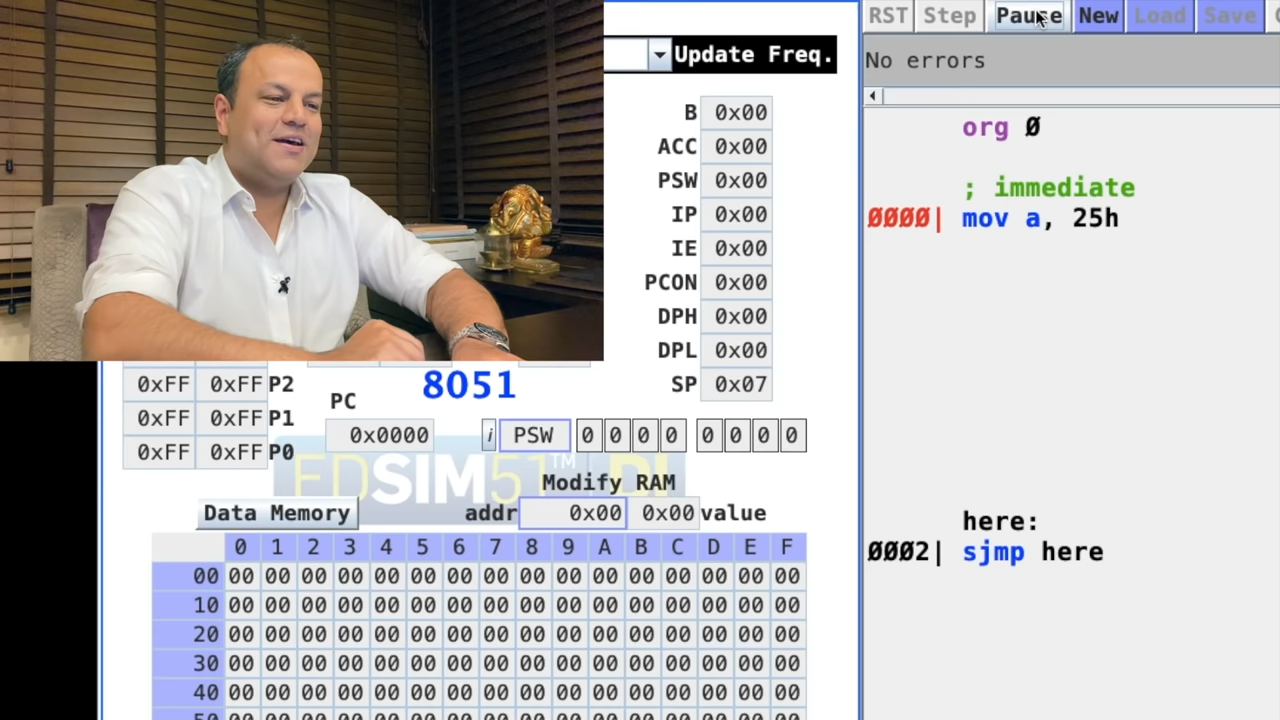 RST Step Pause New Load Save
Update Freq.
No errors
B 0x00
ACC 0x00
PSW 0x00
IP 0x00
IE 0x00
PCON 0x00
DPH 0x00
DPL 0x00
SP 0x07
0xFF 0xFF P2
0xFF 0xFF P1
0xFF 0xFF P0
8051
PC
0x0000
i PSW 0 0 0 0 0 0 0 0
EDSIM51™ DI
Modify RAM
Data Memory addr 0x00 0x00 value
0 1 2 3 4 5 6 7 8 9 A B C D E F
00 00 00 00 00 00 00 00 00 00 00 00 00 00 00 00 00
10 00 00 00 00 00 00 00 00 00 00 00 00 00 00 00 00
20 00 00 00 00 00 00 00 00 00 00 00 00 00 00 00 00
30 00 00 00 00 00 00 00 00 00 00 00 00 00 00 00 00
40 00 00 00 00 00 00 00 00 00 00 00 00 00 00 00 00
org 0
; immediate
0000| mov a, 25h
here:
0002| sjmp here